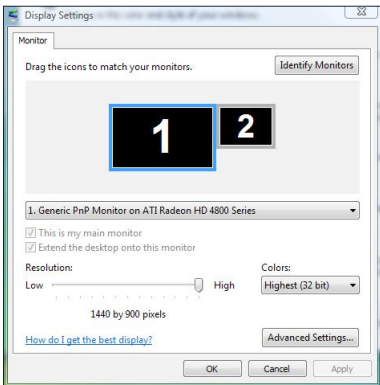 Display Settings
Monitor
Drag the icons to match your monitors.
Identify Monitors
1
2
1. Generic PnP Monitor on ATI Radeon HD 4800 Series
This is my main monitor
Extend the desktop onto this monitor
Resolution:
Colors:
Low
High
Highest (32 bit)
1440 by 900 pixels
How do I get the best display?
Advanced Settings...
OK
Cancel
Apply